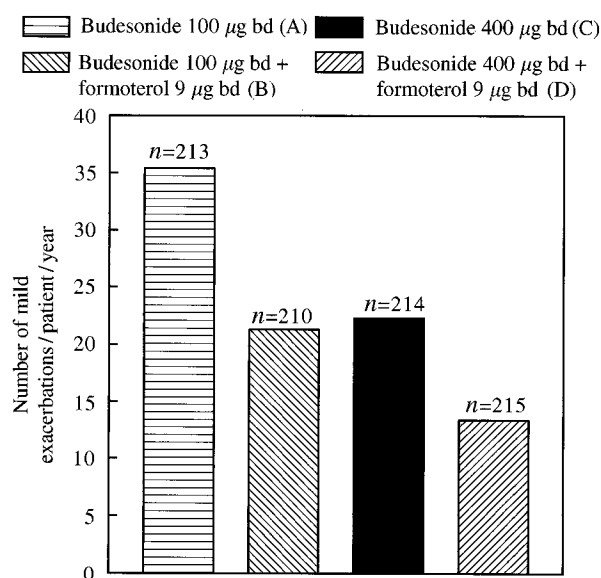 Budesonide 100 μg bd (A)
Budesonide 400 μg bd (C)
Budesonide 100 μg bd +
formoterol 9 μg bd (B)
Budesonide 400 μg bd +
formoterol 9 μg bd (D)
40
35
30
25
20
15
10
5
0
Number of mild
exacerbations/patient/year
n=213
n=210
n=214
n=215